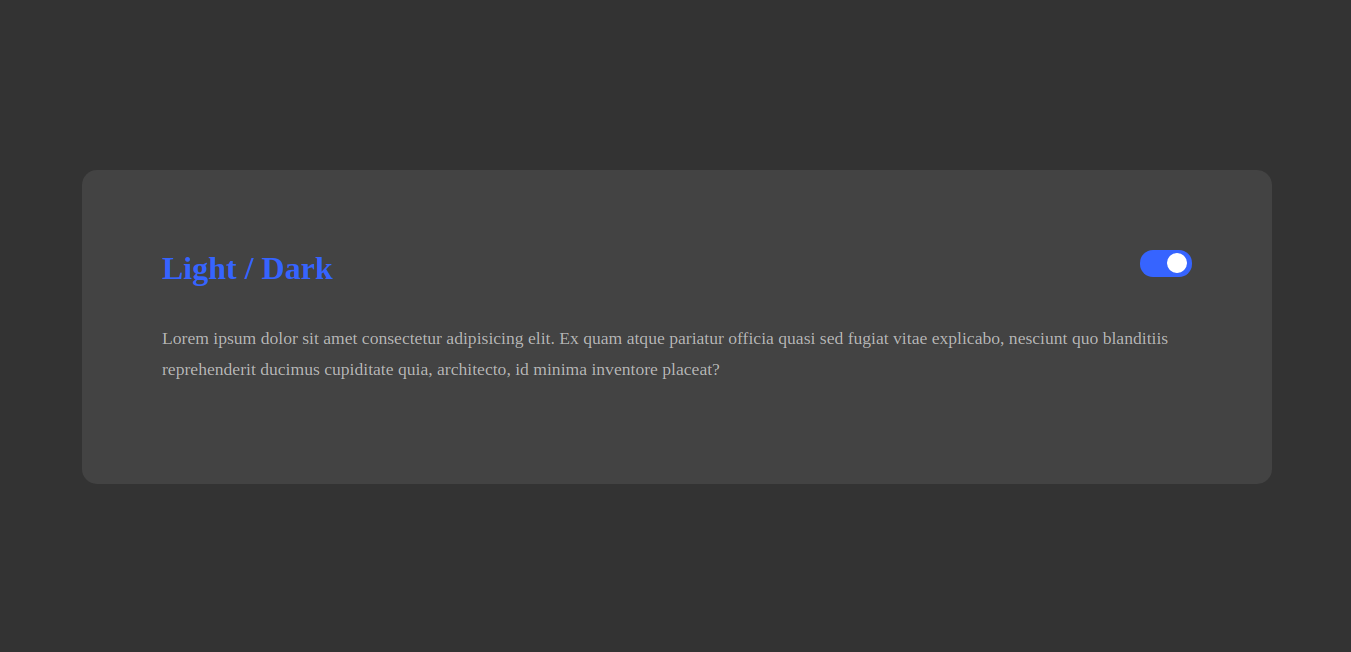 Light / Dark
Lorem ipsum dolor sit amet consectetur adipisicing elit. Ex quam atque pariatur officia quasi sed fugiat vitae explicabo, nesciunt quo blanditiis
reprehenderit ducimus cupiditate quia, architecto, id minima inventore placeat?